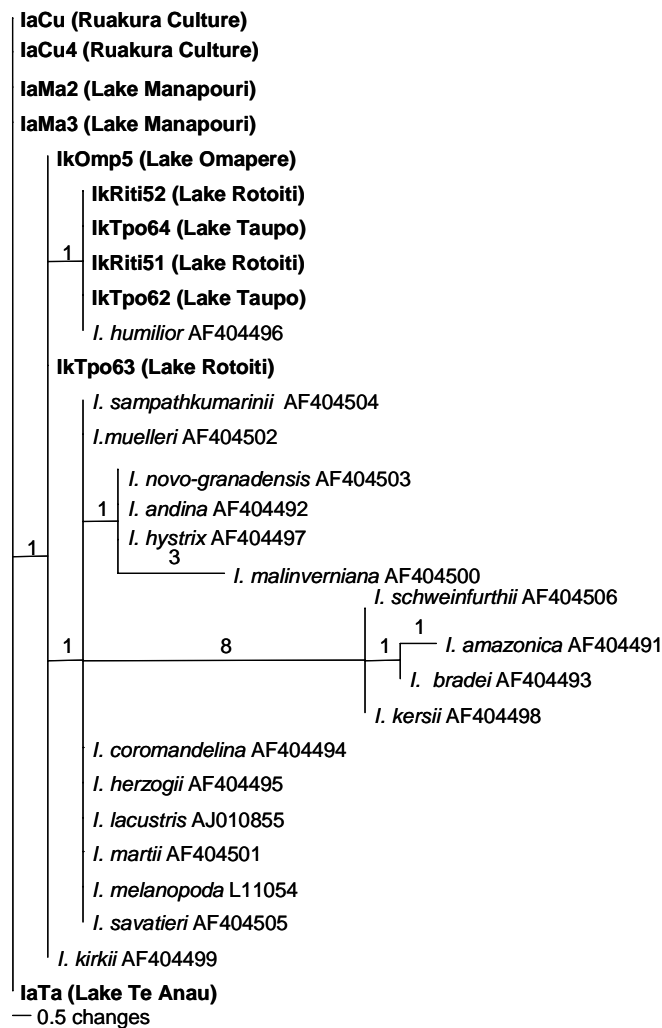 IaCu (Ruakura Culture)
IaCu4 (Ruakura Culture)
IaMa2 (Lake Manapouri)
IaMa3 (Lake Manapouri)
IkOmp5 (Lake Omapere)
IkRiti52 (Lake Rotoiti)
IkTpo64 (Lake Taupo)
1
IkRiti51 (Lake Rotoiti)
IkTpo62 (Lake Taupo)
I. humilior AF404496
IkTpo63 (Lake Rotoiti)
I. sampathkumarinii AF404504
I.muelleri AF404502
I. novo-granadensis AF404503
1
I. andina AF404492
I. hystrix AF404497
3
I. malinverniana AF404500
1
I. schweinfurthii AF404506
1
I. amazonica AF404491
1
8
1
I. bradei AF404493
I. kersii AF404498
I. coromandelina AF404494
I. herzogii AF404495
I. lacustris AJ010855
I. martii AF404501
I. melanopoda L11054
I. savatieri AF404505
I. kirkii AF404499
IaTa (Lake Te Anau)
0.5 changes